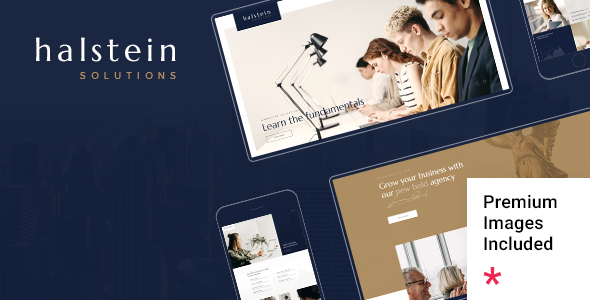 halstein
SOLUTIONS
halstein
Learn the fundamentals
Grow your business with
our new bold agency
Premium
Images
Included
*